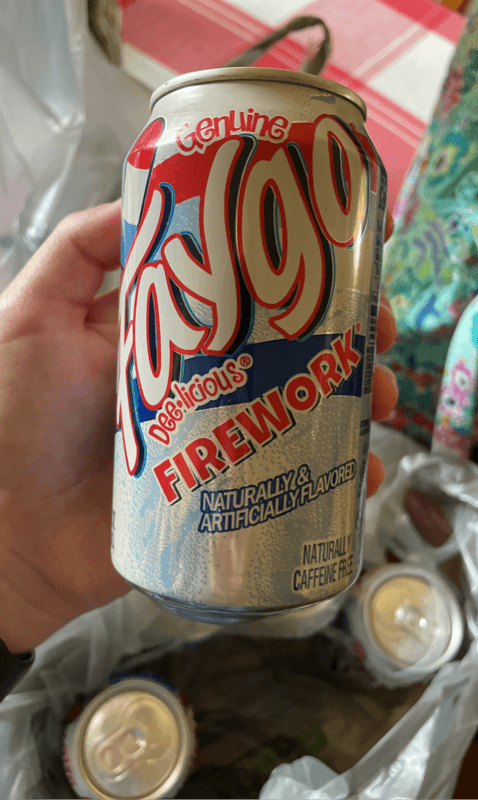 Genuine
Faygo
Dee-licious®
FIREWORK®
NATURALLY &
ARTIFICIALLY FLAVORED
NATURALLY
CAFFEINE FREE